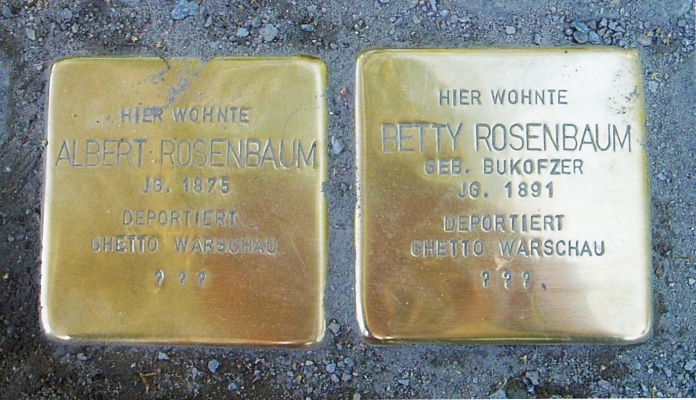 HIER WOHNTE
ALBERT ROSENBAUM
JG. 1875
DEPORTIERT
GHETTO WARSCHAU
? ? ?
HIER WOHNTE
BETTY ROSENBAUM
GEB. BUKOFZER
JG. 1891
DEPORTIERT
GHETTO WARSCHAU
? ? ?.